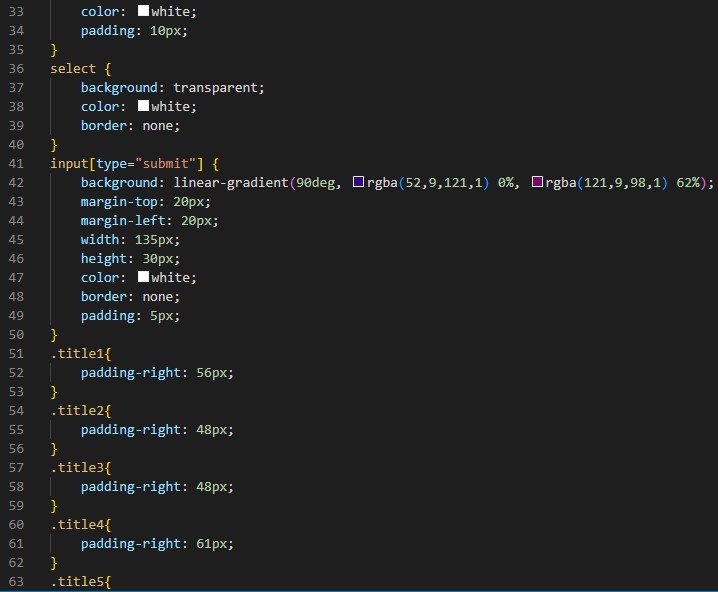 33 color: white;
34 padding: 10px;
35 }
36 select {
37 background: transparent;
38 color: white;
39 border: none;
40 }
41 input[type="submit"] {
42 background: linear-gradient(90deg, rgba(52,9,121,1) 0%, rgba(121,9,98,1) 62%);
43 margin-top: 20px;
44 margin-left: 20px;
45 width: 135px;
46 height: 30px;
47 color: white;
48 border: none;
49 padding: 5px;
50 }
51 .title1{
52 padding-right: 56px;
53 }
54 .title2{
55 padding-right: 48px;
56 }
57 .title3{
58 padding-right: 48px;
59 }
60 .title4{
61 padding-right: 61px;
62 }
63 .title5{